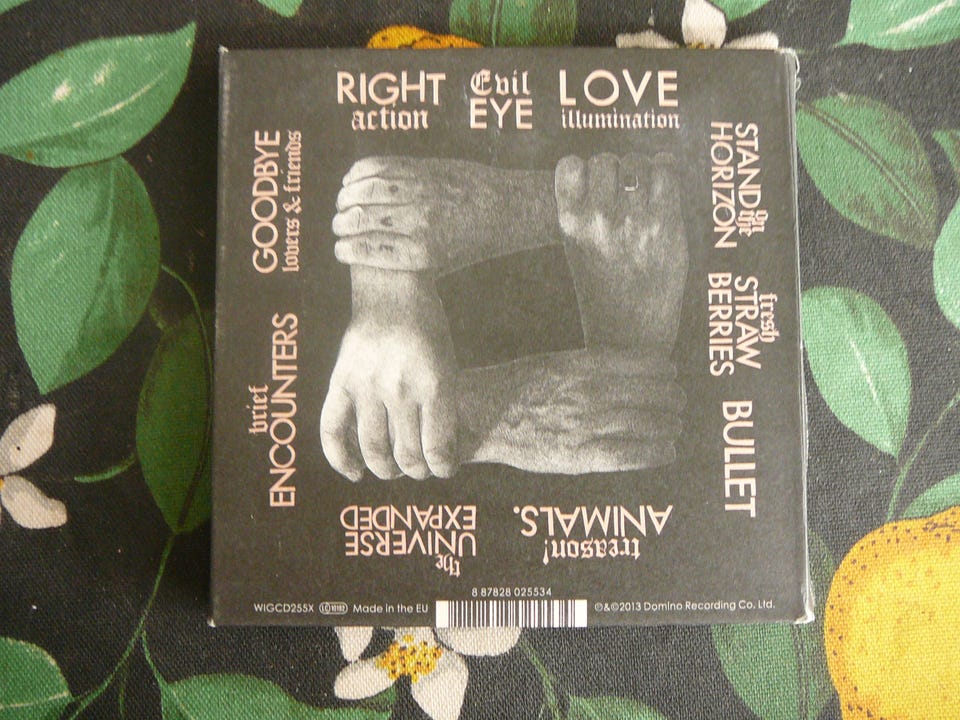 RIGHT
action
Evil
EYE
LOVE
illumination
STAND on the
HORIZON
fresh
STRAW
BERRIES
BULLET
treason!
ANIMALS.
the
UNIVERSE
EXPANDED
brief
ENCOUNTERS
GOODBYE
lovers & friends
WIGCD255X LC10192 Made in the EU
8 87828 025534
℗&©2013 Domino Recording Co. Ltd.